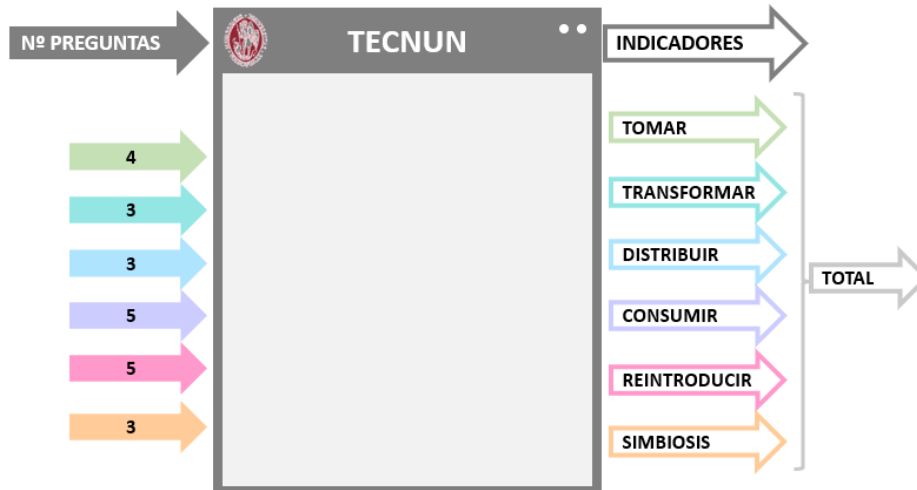 Nº PREGUNTAS
TECNUN
INDICADORES
4
TOMAR
3
TRANSFORMAR
3
DISTRIBUIR
TOTAL
5
CONSUMIR
5
REINTRODUCIR
3
SIMBIOSIS